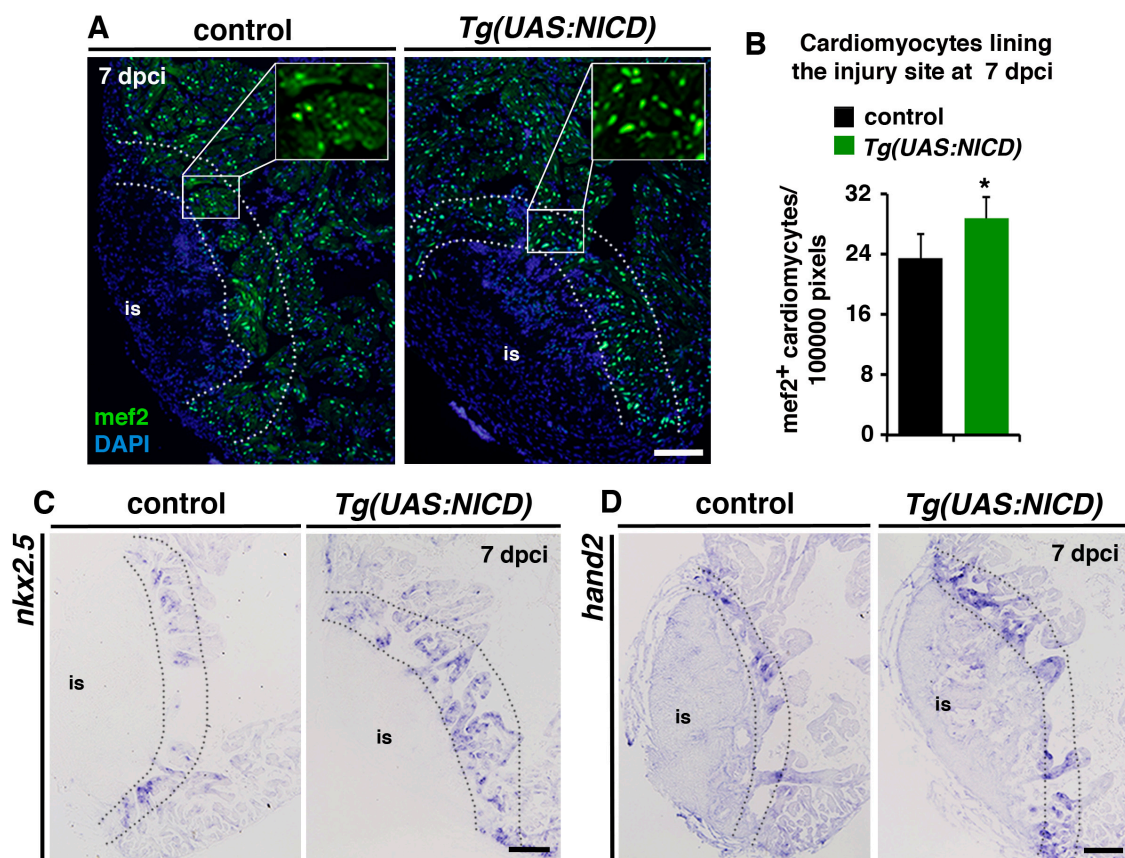 A
control
Tg(UAS:NICD)
7 dpci
is
mef2
DAPI
is
B
Cardiomyocytes lining
the injury site at 7 dpci
control
Tg(UAS:NICD)
*
mef2+ cardiomyocytes/
100000 pixels
32
24
16
8
0
C
control
Tg(UAS:NICD)
nkx2.5
is
7 dpci
is
D
control
Tg(UAS:NICD)
hand2
is
7 dpci
is